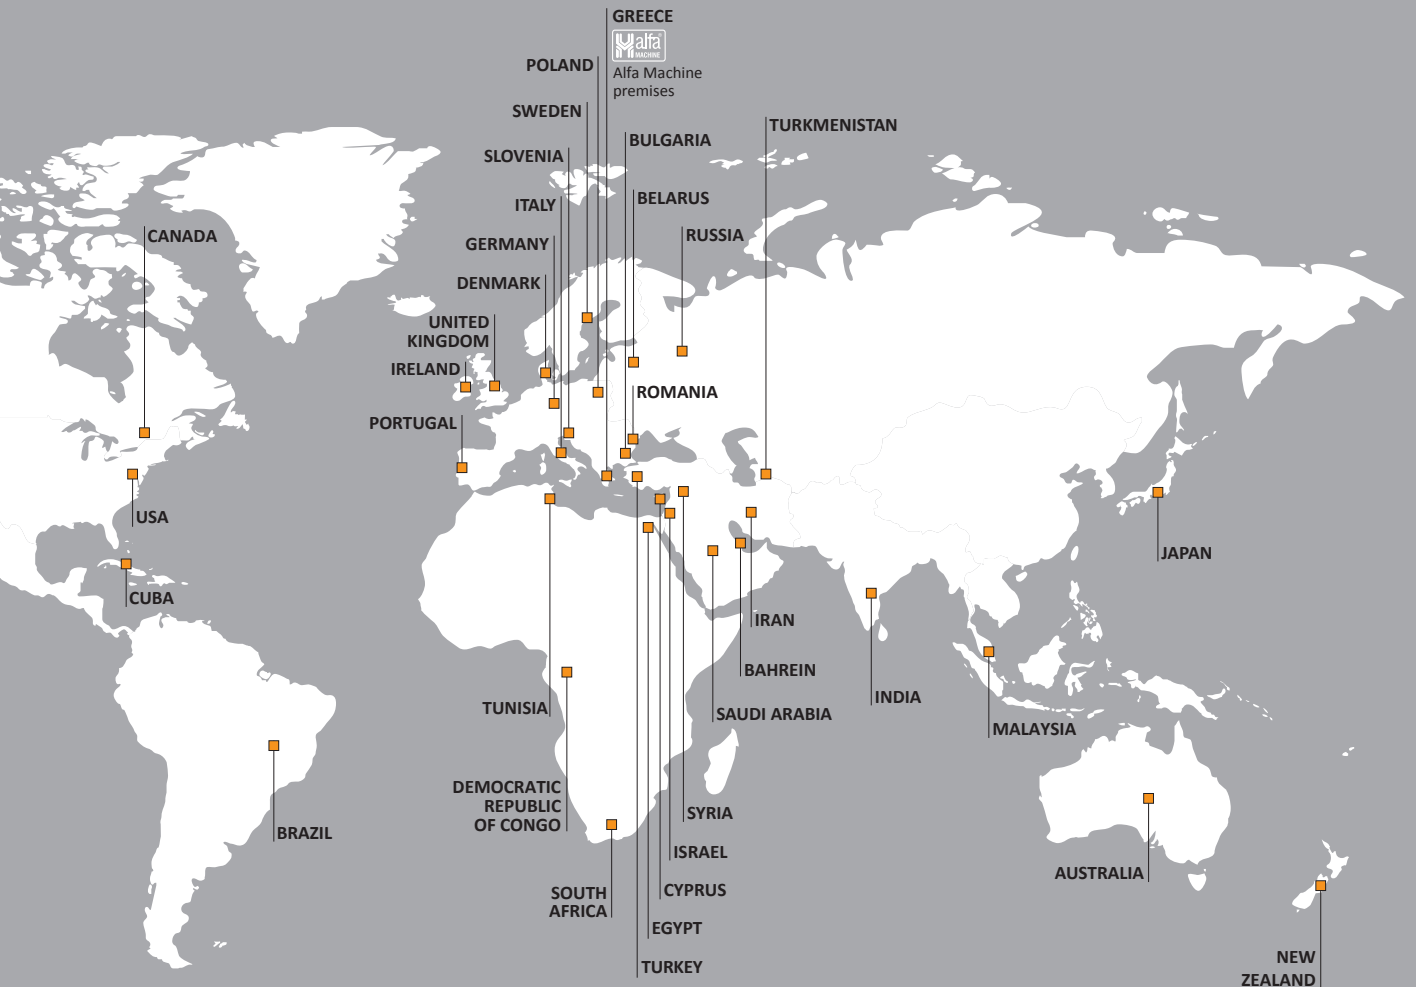 GREECE
alfa
MACHINE
Alfa Machine
premises
POLAND
SWEDEN
TURKMENISTAN
BULGARIA
SLOVENIA
BELARUS
ITALY
RUSSIA
CANADA
GERMANY
DENMARK
UNITED
KINGDOM
IRELAND
ROMANIA
PORTUGAL
USA
JAPAN
CUBA
IRAN
BAHREIN
INDIA
TUNISIA
SAUDI ARABIA
MALAYSIA
DEMOCRATIC
REPUBLIC
OF CONGO
SYRIA
BRAZIL
ISRAEL
AUSTRALIA
CYPRUS
SOUTH
AFRICA
EGYPT
TURKEY
NEW
ZEALAND